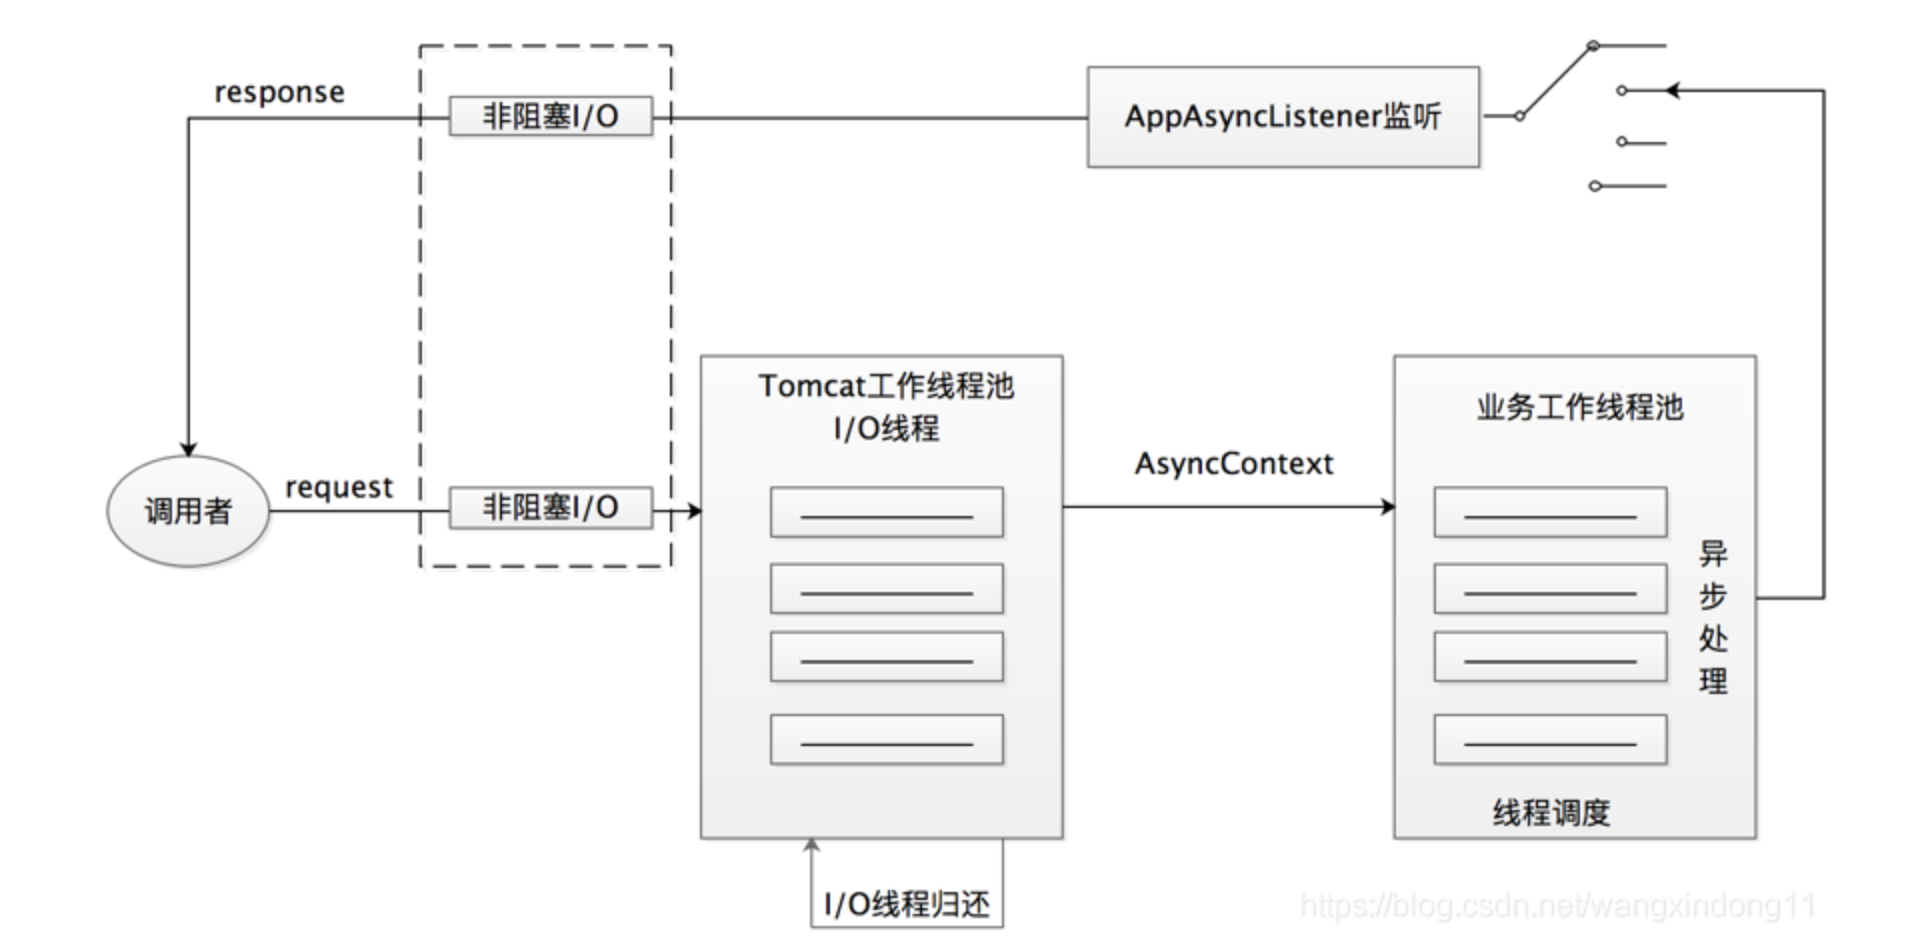 response
非阻塞I/O
AppAsyncListener监听
Tomcat工作线程池
I/O线程
业务工作线程池
AsyncContext
request
非阻塞I/O
调用者
异
步
处
理
线程调度
I/O线程归还
https://blog.csdn.net/wangxindong11